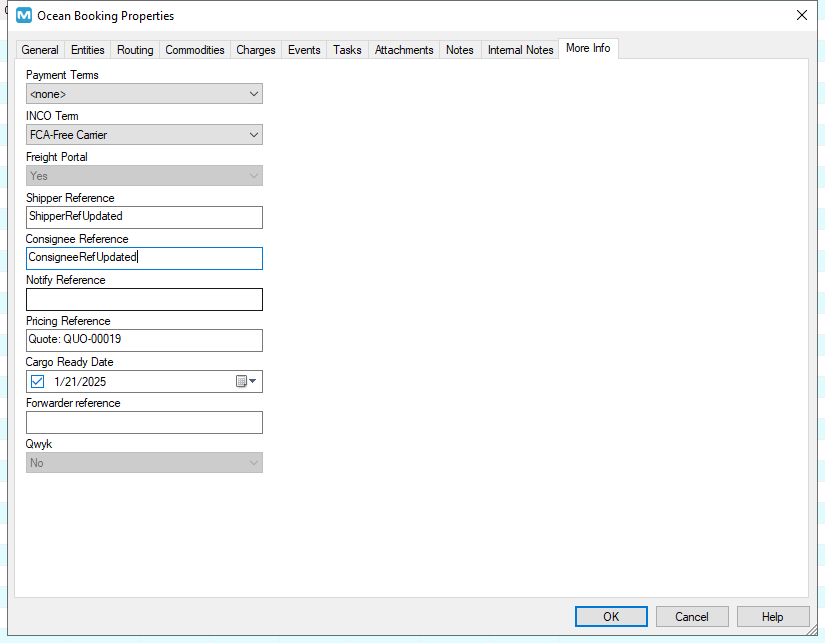 Ocean Booking Properties
General Entities Routing Commodities Charges Events Tasks Attachments Notes Internal Notes More Info
Payment Terms
<none>
INCO Term
FCA-Free Carrier
Freight Portal
Yes
Shipper Reference
ShipperRefUpdated
Consignee Reference
ConsigneeRefUpdated
Notify Reference
Pricing Reference
Quote: QUO-00019
Cargo Ready Date
1/21/2025
Forwarder reference
Qwyk
No
OK Cancel Help